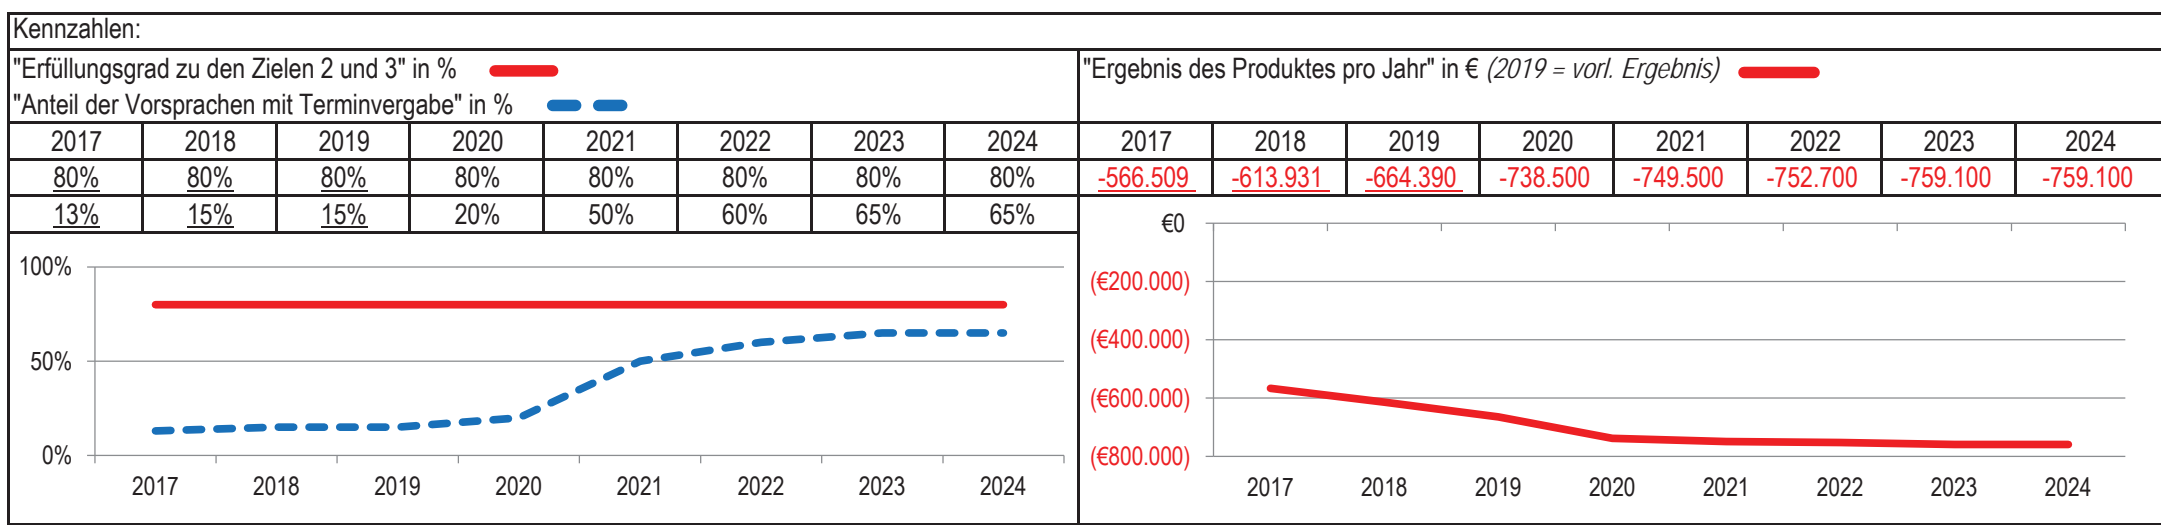 Kennzahlen:
"Erfüllungsgrad zu den Zielen 2 und 3" in %
"Anteil der Vorsprachen mit Terminvergabe" in %
2017 2018 2019 2020 2021 2022 2023 2024
80% 80% 80% 80% 80% 80% 80% 80%
13% 15% 15% 20% 50% 60% 65% 65%
100%
50%
0%
2017 2018 2019 2020 2021 2022 2023 2024
"Ergebnis des Produktes pro Jahr" in € (2019 = vorl. Ergebnis)
2017 2018 2019 2020 2021 2022 2023 2024
-566.509 -613.931 -664.390 -738.500 -749.500 -752.700 -759.100 -759.100
€0
(€200.000)
(€400.000)
(€600.000)
(€800.000)
2017 2018 2019 2020 2021 2022 2023 2024